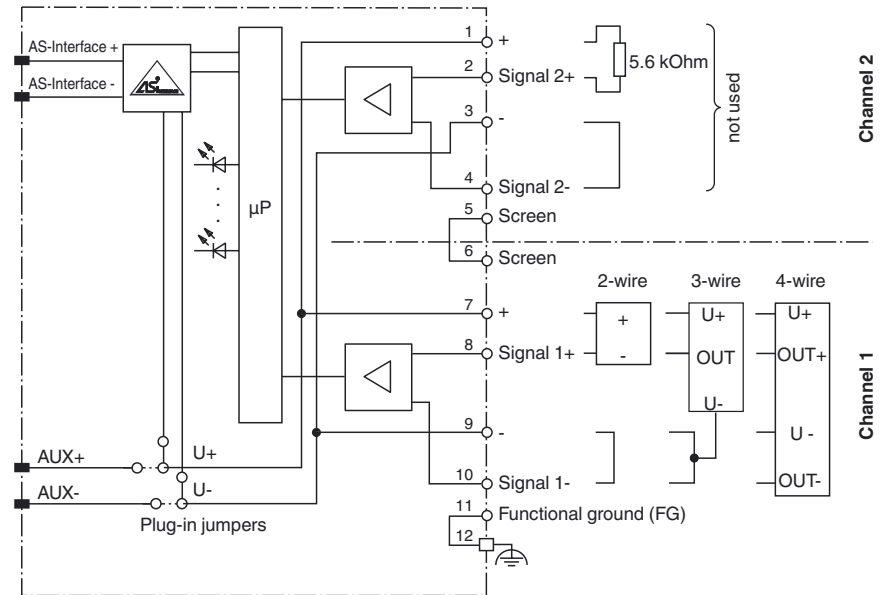 AS-Interface +
AS-Interface -
µP
1
+
2
Signal 2+
3
-
4
Signal 2-
5
Screen
6
Screen
7
+
8
Signal 1+
9
-
10
Signal 1-
11
Functional ground (FG)
12
5.6 kOhm
not used
Channel 2
2-wire
3-wire
4-wire
+
-
U+
OUT
U-
U+
OUT+
U -
OUT-
Channel 1
AUX+
U+
AUX-
U-
Plug-in jumpers